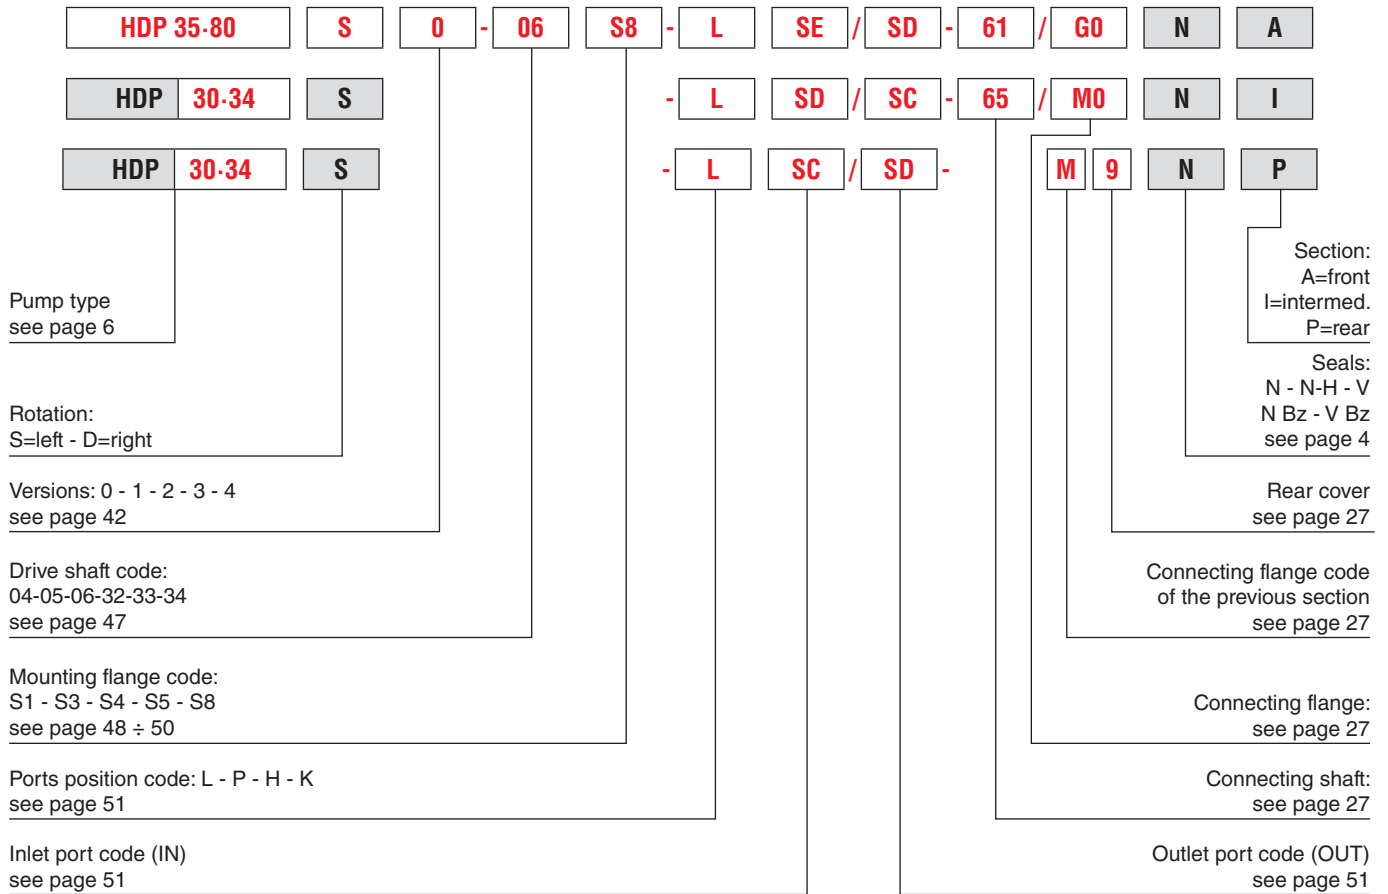 HDP 35·80 S 0 - 06 S8 - L SE / SD - 61 / G0 N A
HDP 30·34 S - L SD / SC - 65 / M0 N I
HDP 30·34 S - L SC / SD - M 9 N P
Section:
A=front
I=intermed.
P=rear
Pump type
see page 6
Seals:
N - N-H - V
N Bz - V Bz
see page 4
Rotation:
S=left - D=right
Versions: 0 - 1 - 2 - 3 - 4
see page 42
Rear cover
see page 27
Drive shaft code:
04-05-06-32-33-34
see page 47
Connecting flange code
of the previous section
see page 27
Mounting flange code:
S1 - S3 - S4 - S5 - S8
see page 48 ÷ 50
Connecting flange:
see page 27
Ports position code: L - P - H - K
see page 51
Connecting shaft:
see page 27
Inlet port code (IN)
see page 51
Outlet port code (OUT)
see page 51